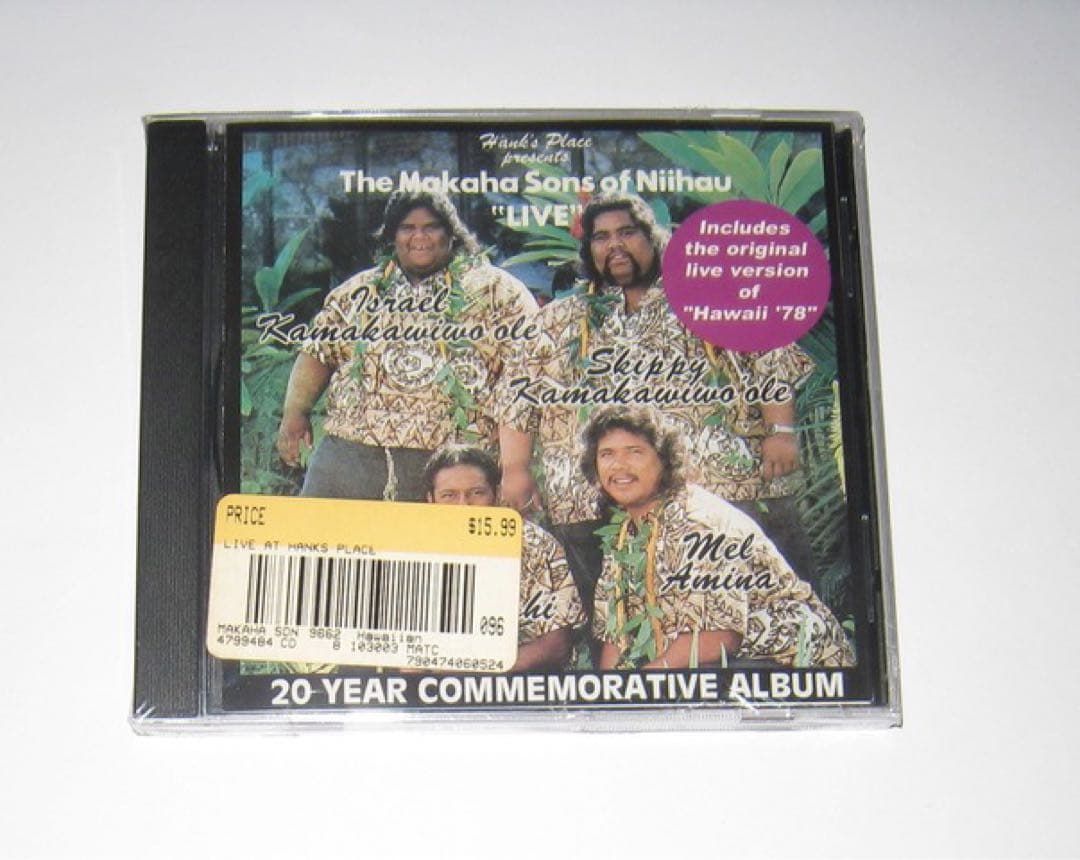 Hank's Place
presents
The Makaha Sons of Niihau
"LIVE"
Includes
the original
live version
of
"Hawaii '78"
Israel
Kamakawiwo'ole
Skippy
Kamakawiwo'ole
Mel
Amina
hi
PRICE $15.99
LIVE AT HANKS PLACE
096
MAKAHA SON 9662 Hawaiian
4799484 CD 8 103003 MATC
790474060524
20 YEAR COMMEMORATIVE ALBUM